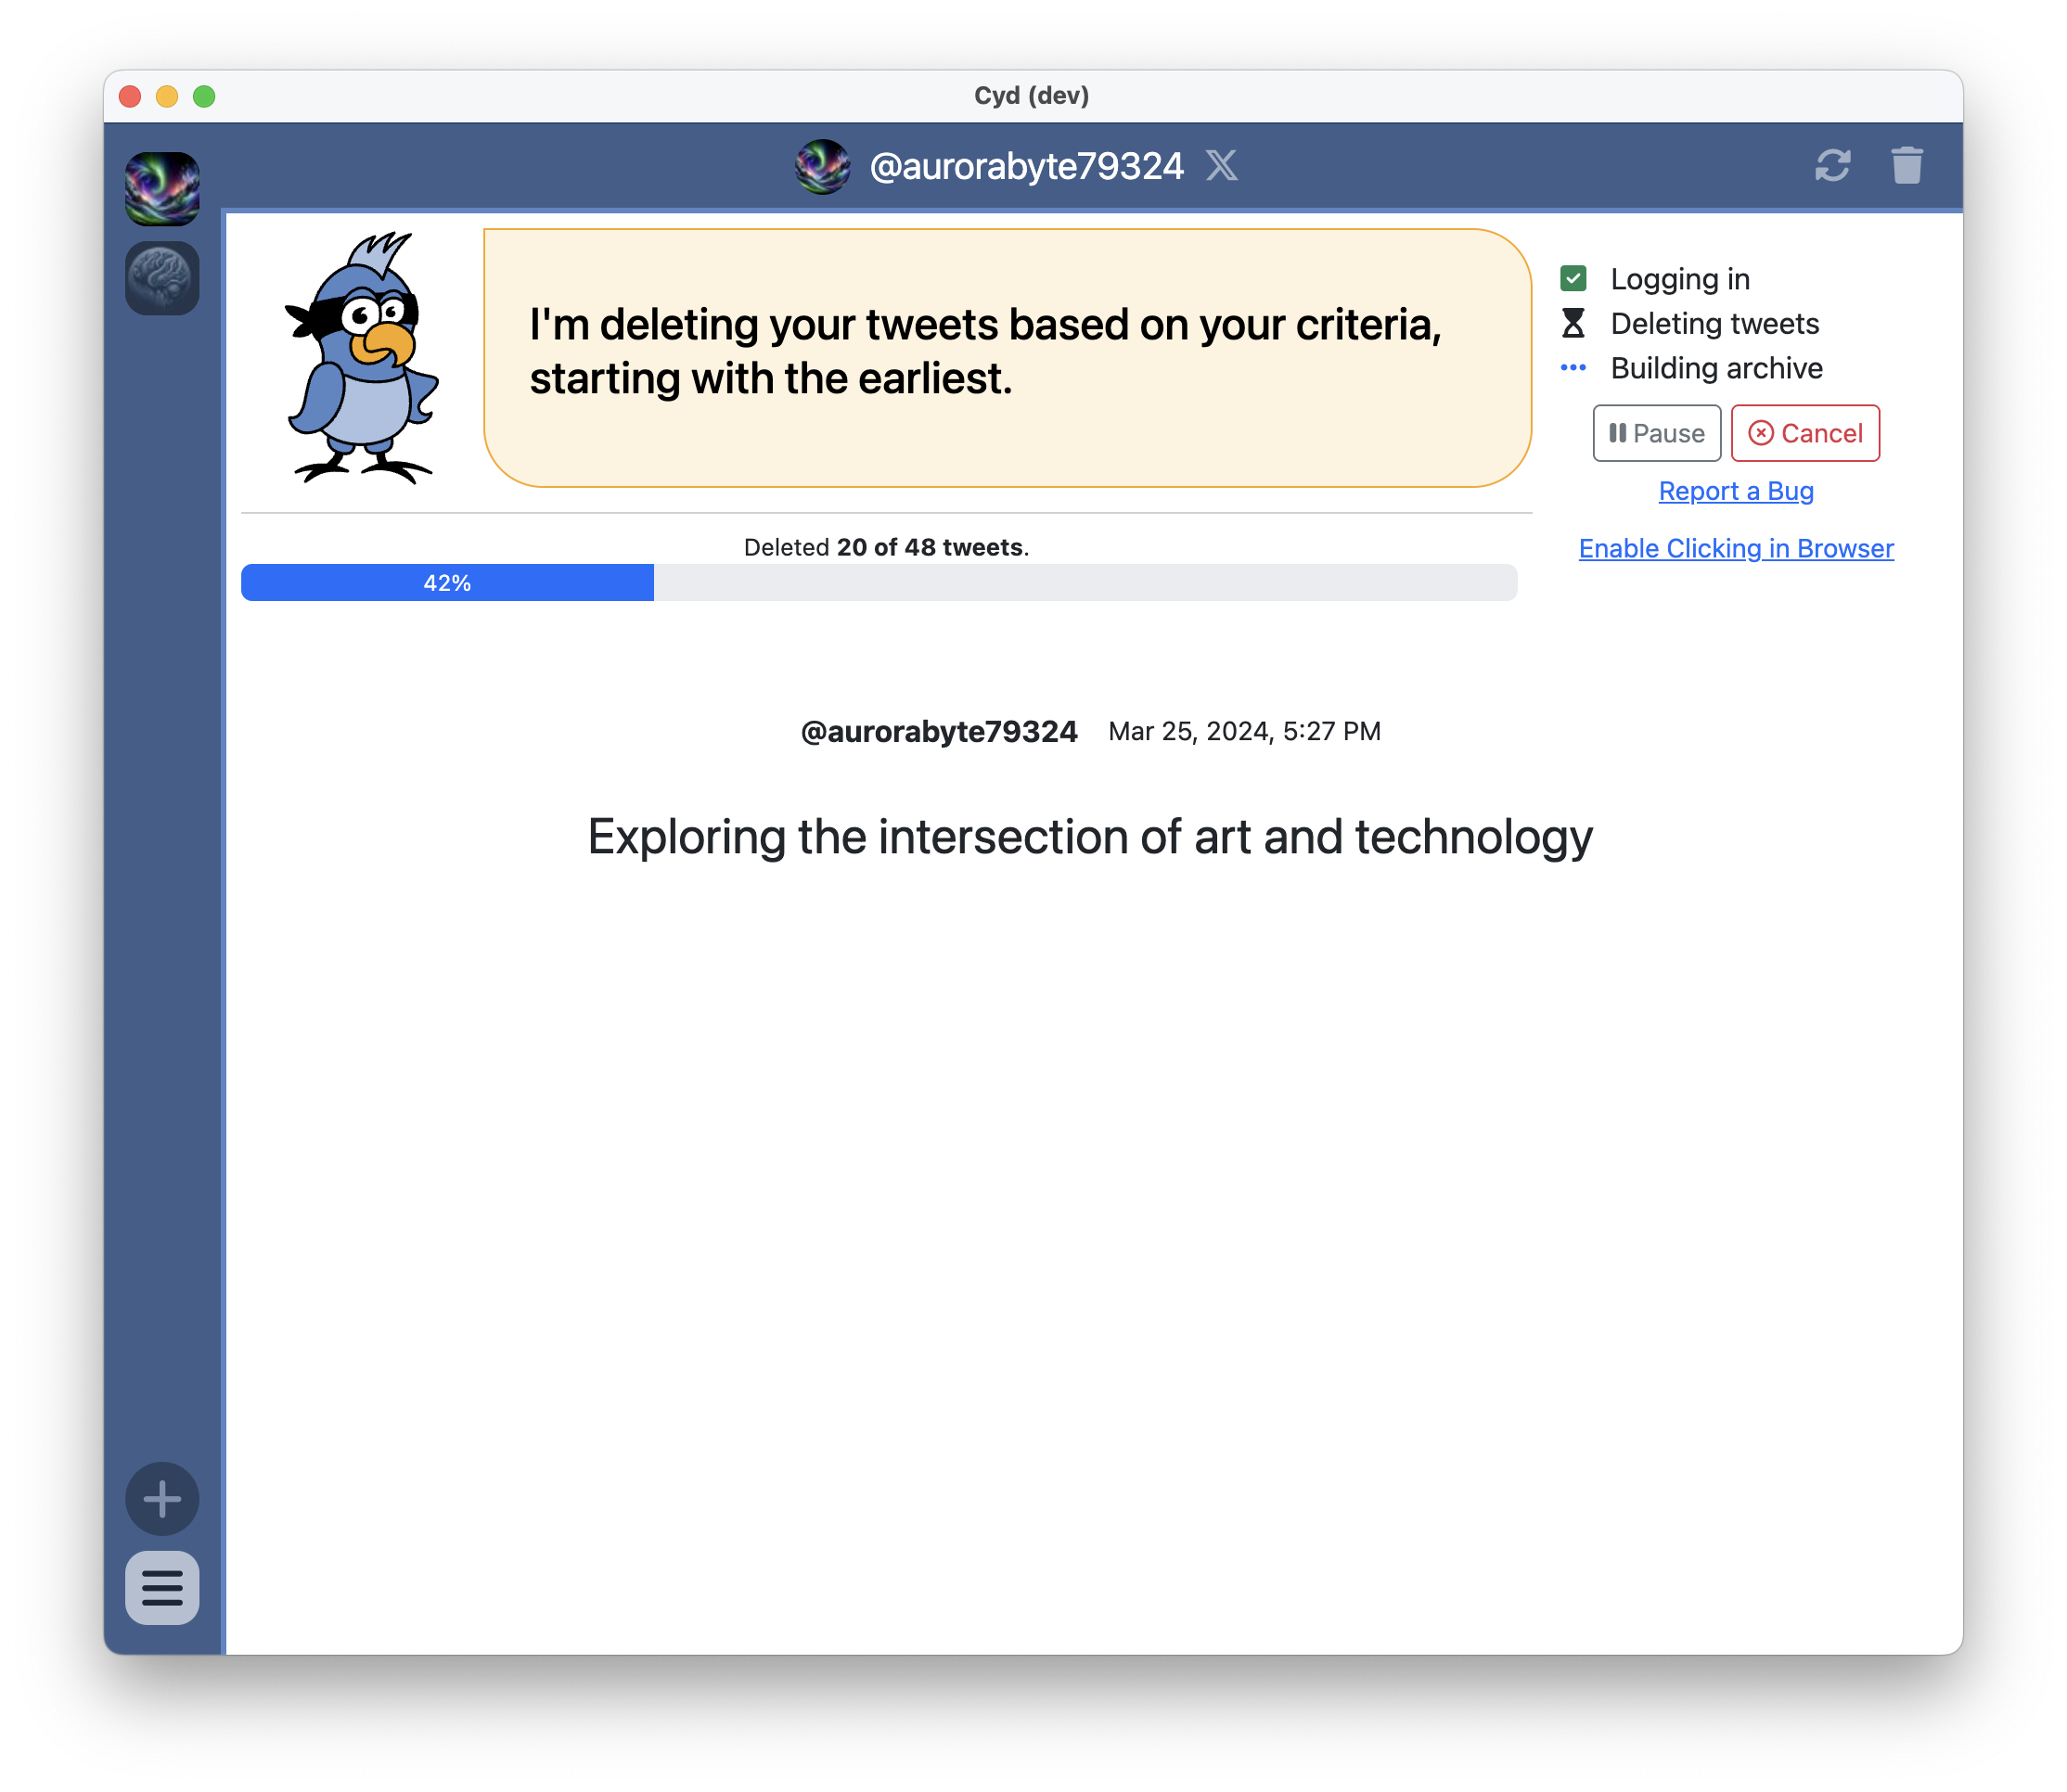 Cyd (dev)
@aurorabyte79324 𝕏
I'm deleting your tweets based on your criteria,
starting with the earliest.
Logging in
Deleting tweets
Building archive
Pause
Cancel
Report a Bug
Enable Clicking in Browser
Deleted 20 of 48 tweets.
42%
@aurorabyte79324 Mar 25, 2024, 5:27 PM
Exploring the intersection of art and technology